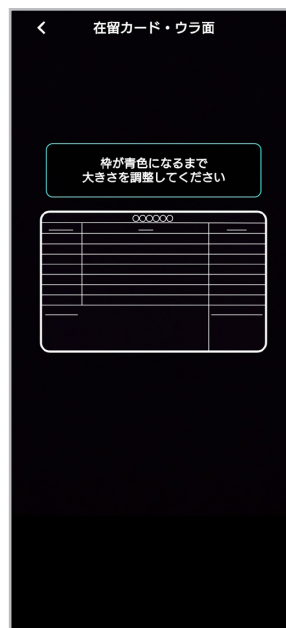 在留カード・ウラ面
枠が青色になるまで
大きさを調整してください
○○○○○○